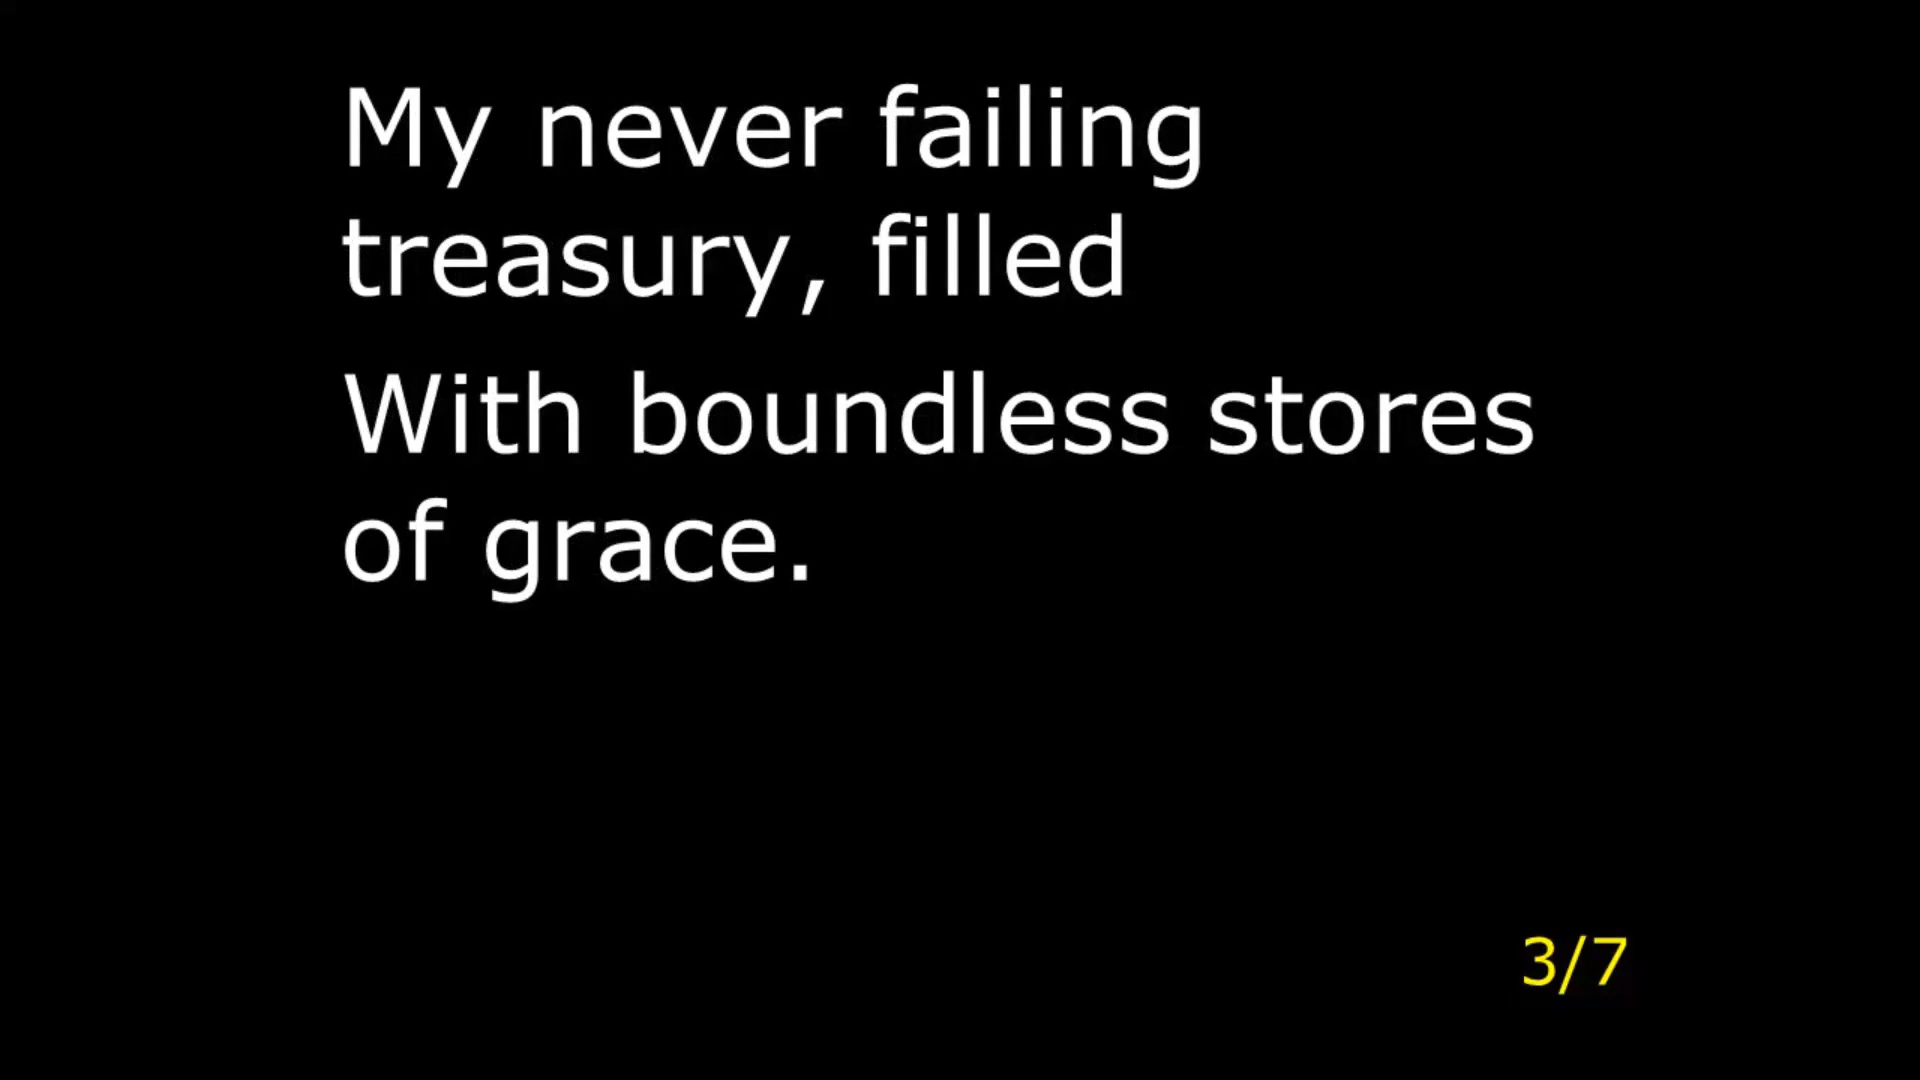 My never failing
treasury, filled
With boundless stores
of grace.
3/7